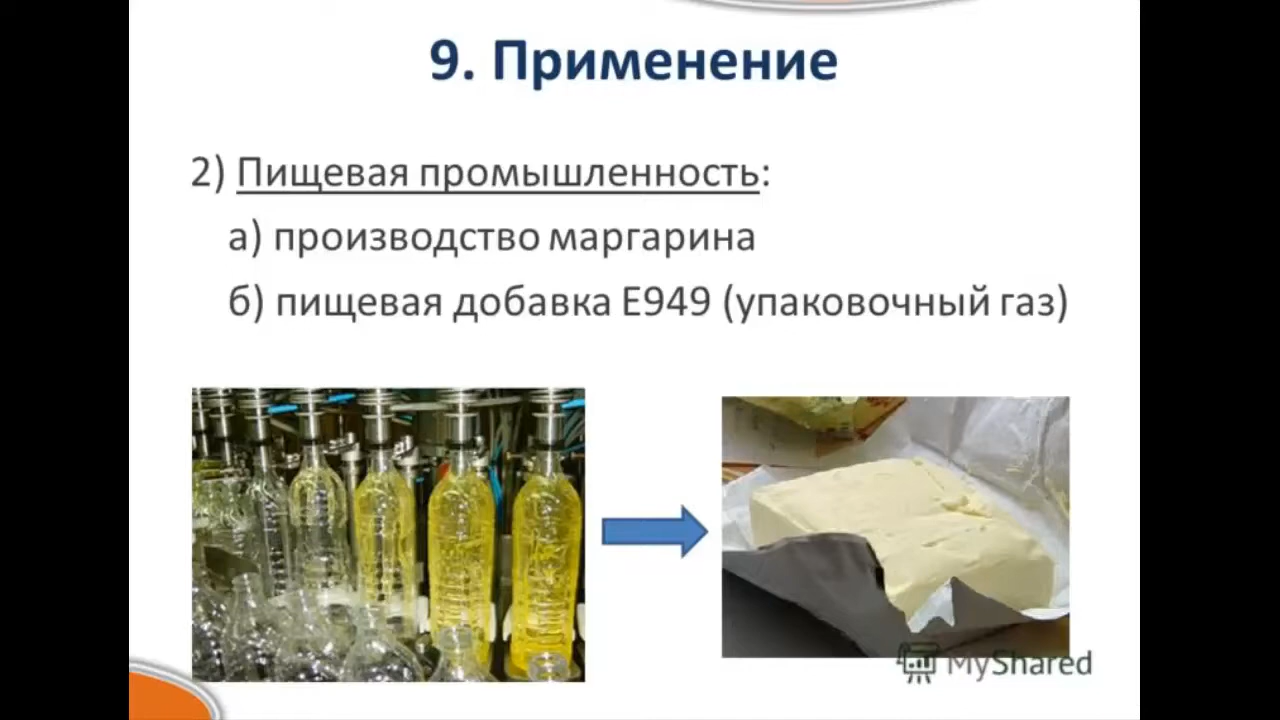 9. Применение
2) Пищевая промышленность:
а) производство маргарина
б) пищевая добавка Е949 (упаковочный газ)
MyShared